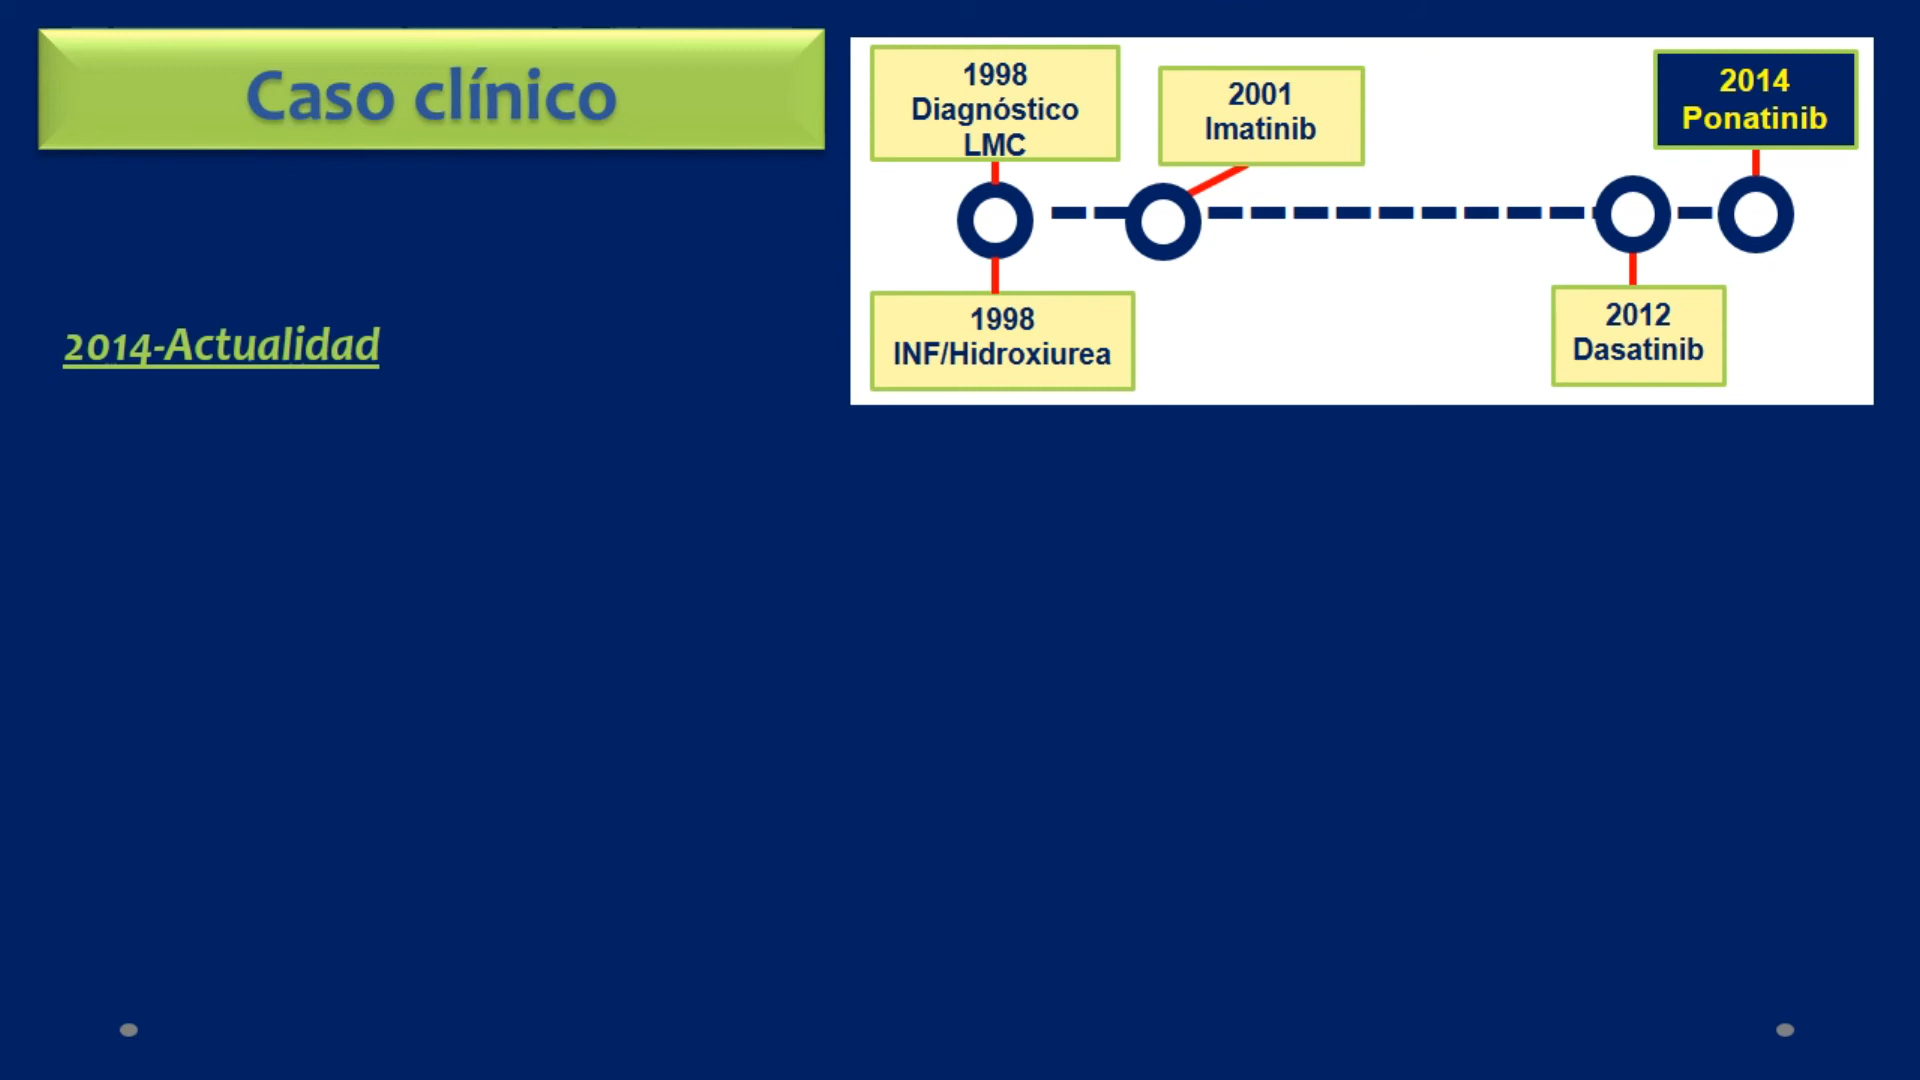 Caso clínico
1998
Diagnóstico
LMC
2001
Imatinib
2014
Ponatinib
1998
INF/Hidroxiurea
2012
Dasatinib
2014-Actualidad